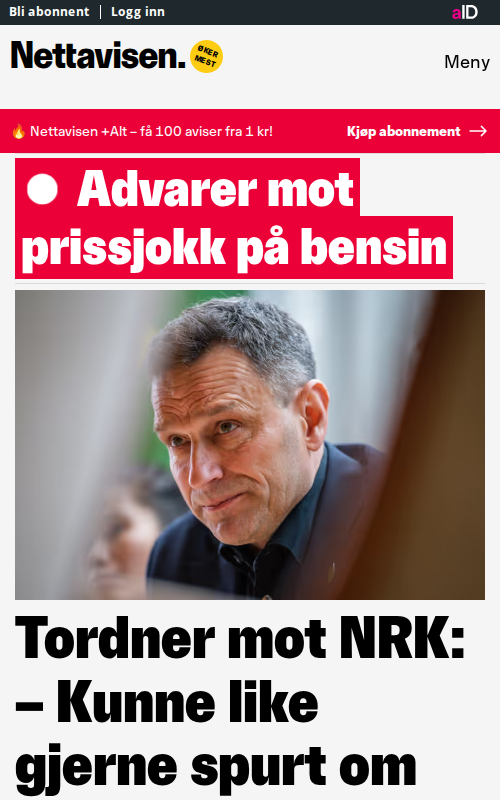 Bli abonnent | Logg inn
aID
Nettavisen.
ØKER
MEST
Meny
🔥 Nettavisen +Alt – få 100 aviser fra 1 kr!
Kjøp abonnement →
Advarer mot
prissjokk på bensin
Tordner mot NRK:
– Kunne like
gjerne spurt om